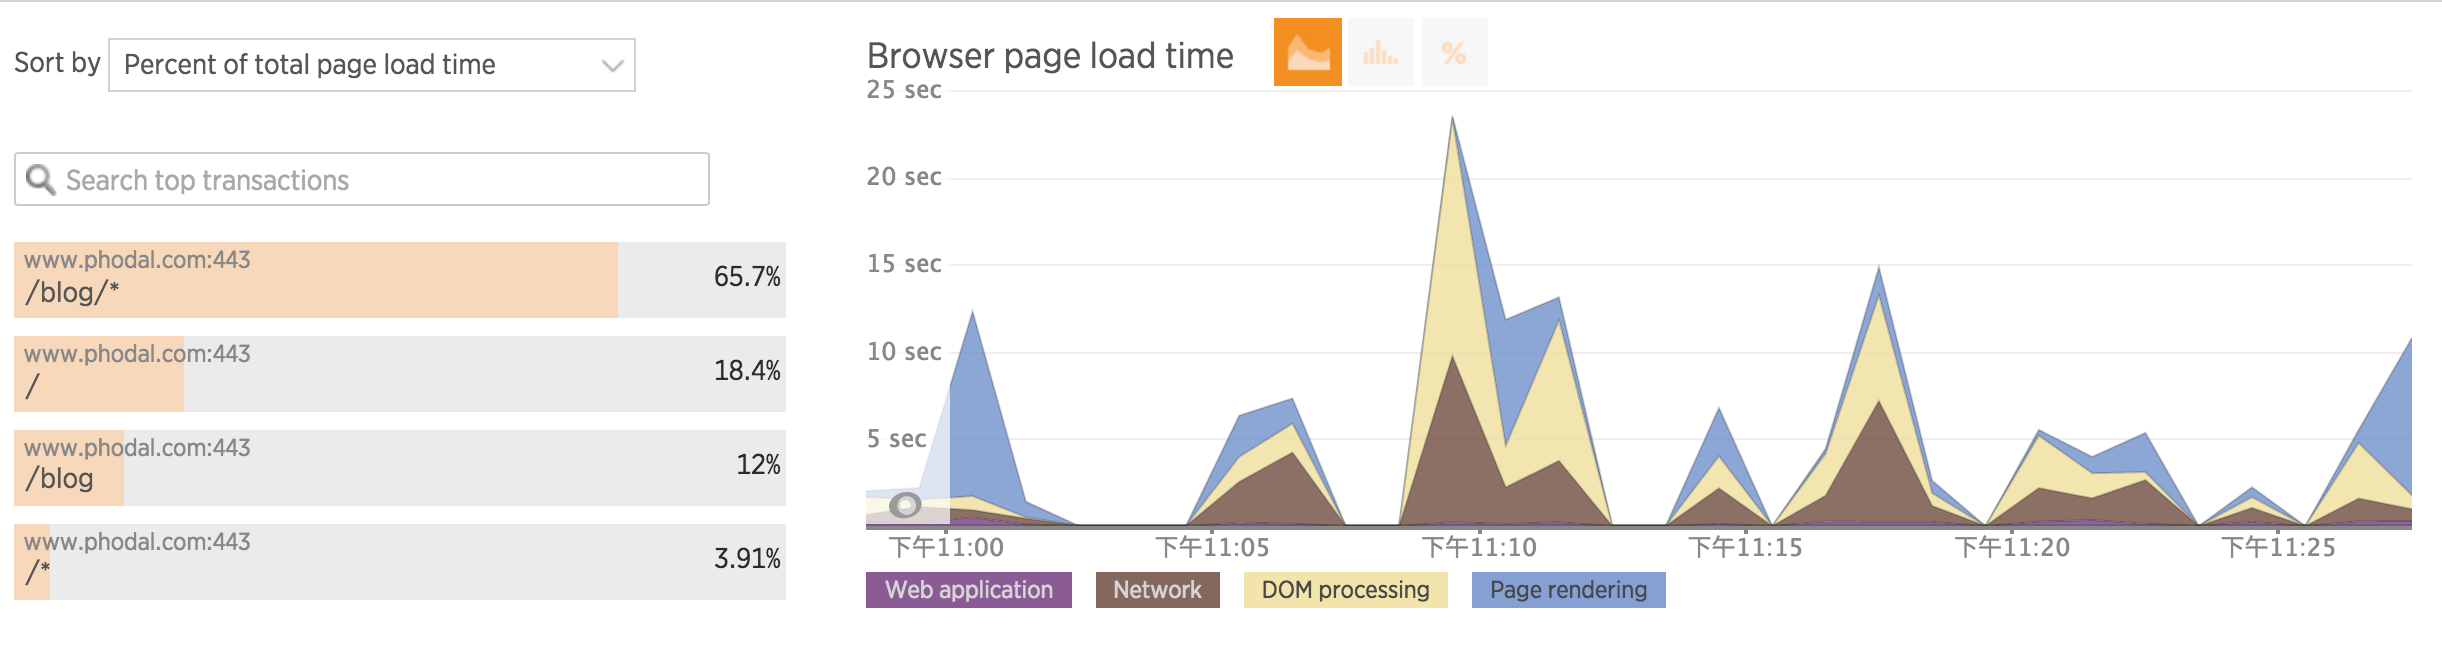 Sort by Percent of total page load time
Search top transactions
www.phodal.com:443
/blog/*
65.7%
www.phodal.com:443
/
18.4%
www.phodal.com:443
/blog
12%
www.phodal.com:443
/*
3.91%
Browser page load time
%
25 sec
20 sec
15 sec
10 sec
5 sec
下午11:00 下午11:05 下午11:10 下午11:15 下午11:20 下午11:25
Web application Network DOM processing Page rendering